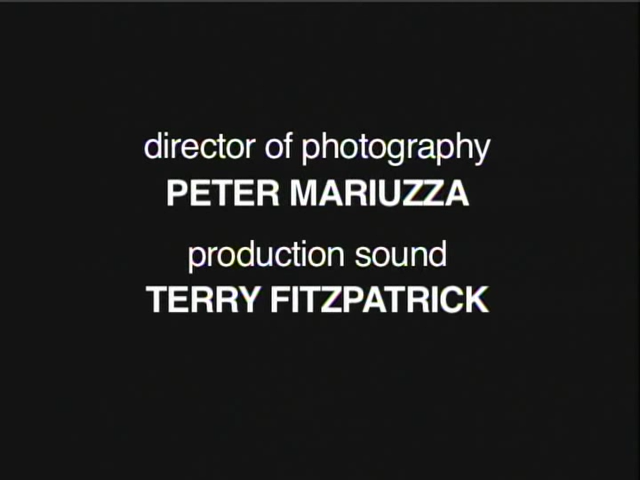 director of photography
PETER MARIUZZA
production sound
TERRY FITZPATRICK